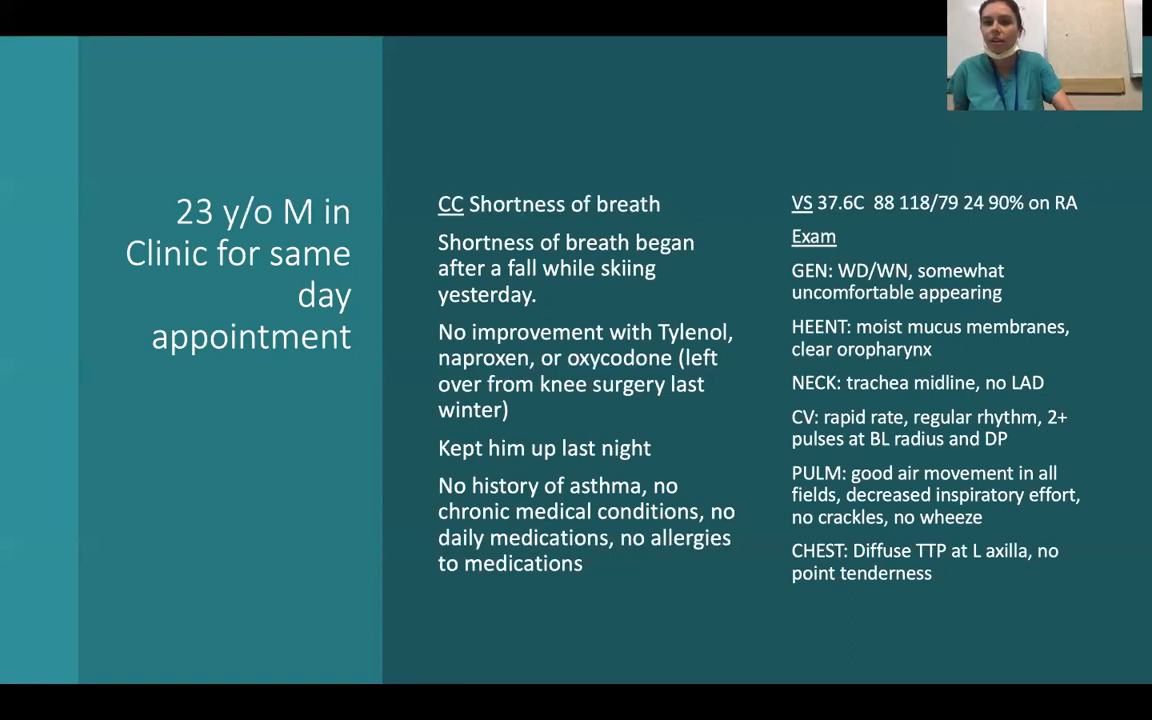 23 y/o M in
Clinic for same
day
appointment
CC Shortness of breath
Shortness of breath began
after a fall while skiing
yesterday.
No improvement with Tylenol,
naproxen, or oxycodone (left
over from knee surgery last
winter)
Kept him up last night
No history of asthma, no
chronic medical conditions, no
daily medications, no allergies
to medications
VS 37.6C  88 118/79 24 90% on RA
Exam
GEN: WD/WN, somewhat
uncomfortable appearing
HEENT: moist mucus membranes,
clear oropharynx
NECK: trachea midline, no LAD
CV: rapid rate, regular rhythm, 2+
pulses at BL radius and DP
PULM: good air movement in all
fields, decreased inspiratory effort,
no crackles, no wheeze
CHEST: Diffuse TTP at L axilla, no
point tenderness